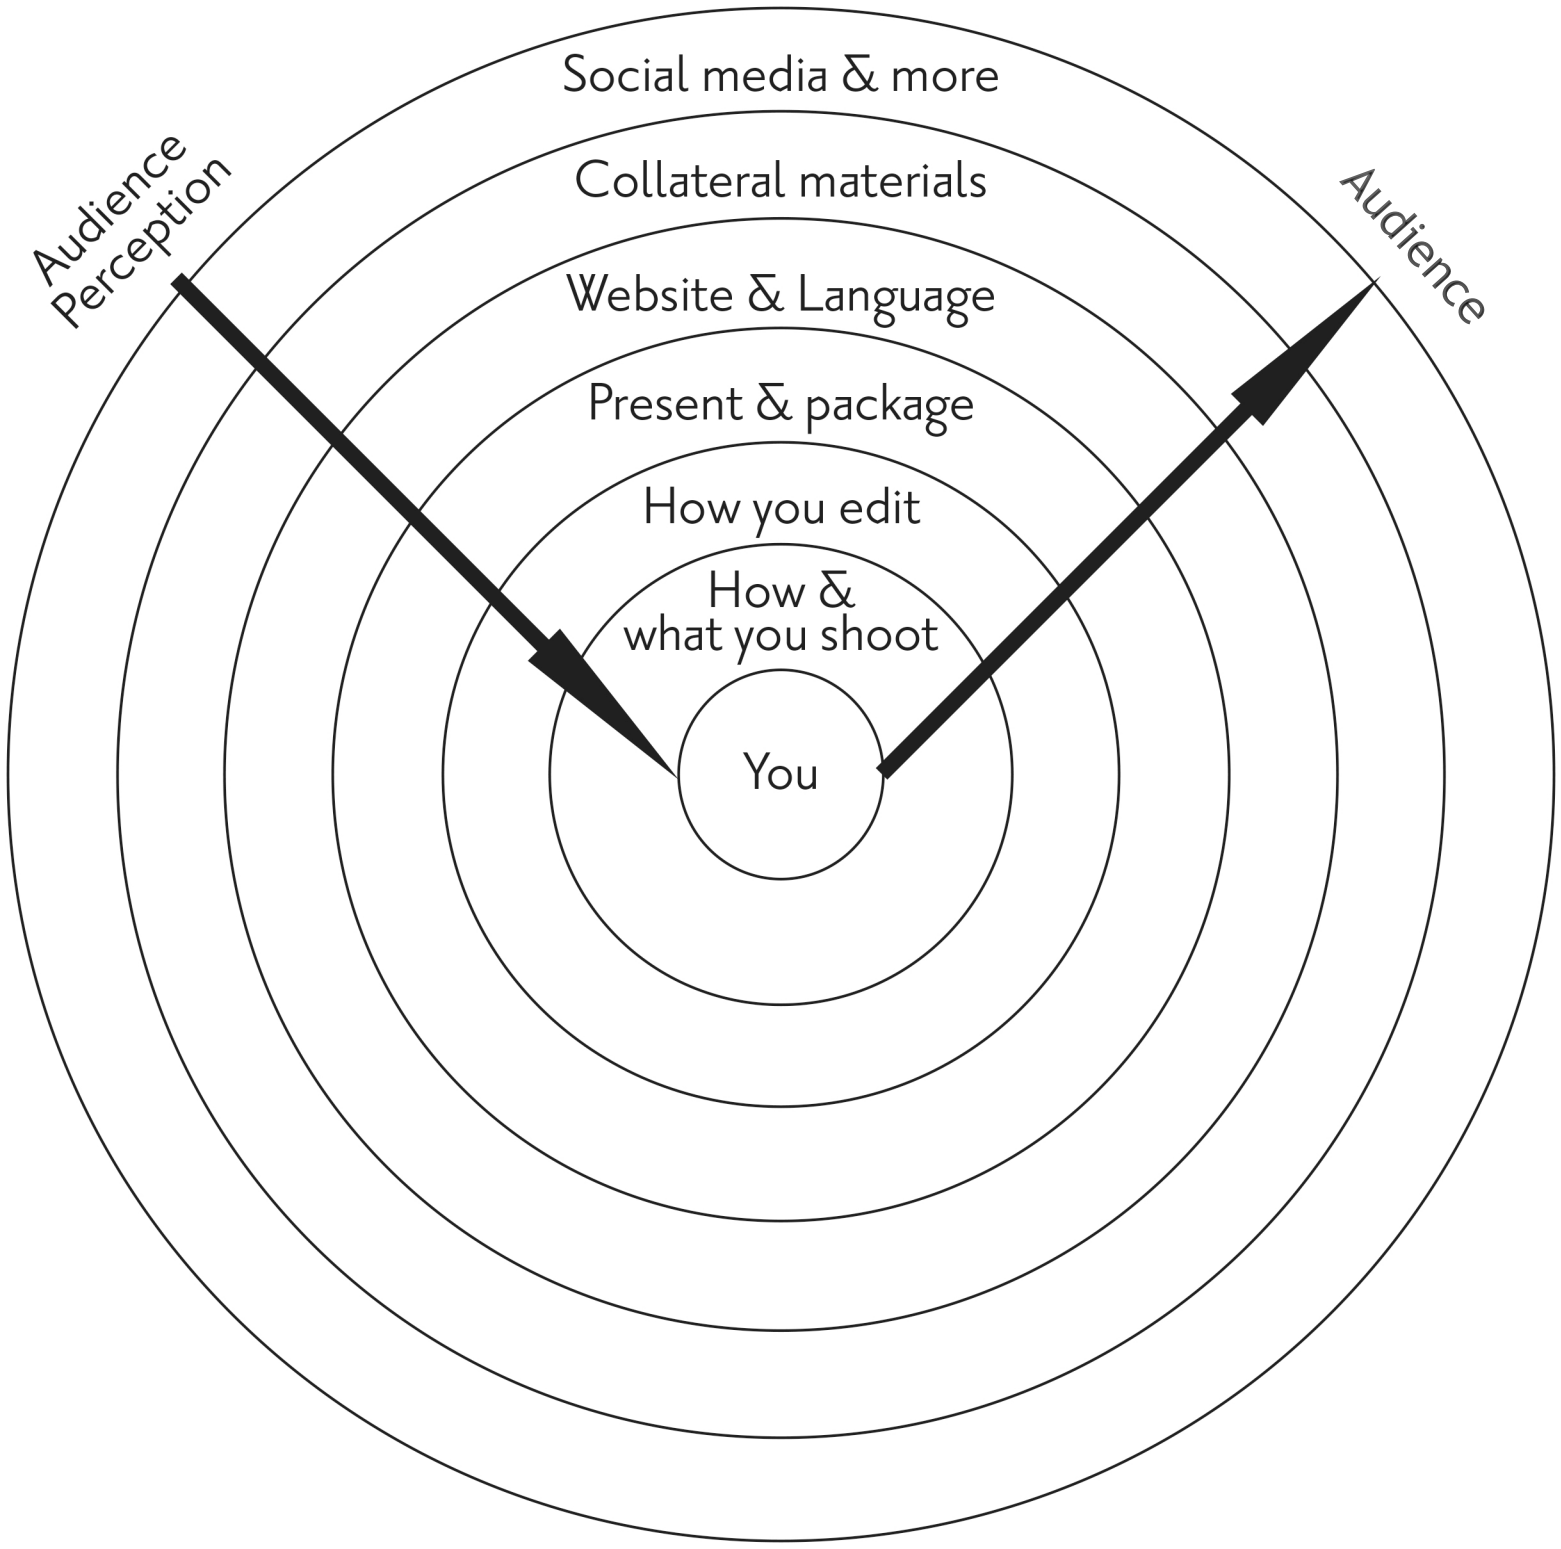 Social media & more
Collateral materials
Website & Language
Present & package
How you edit
How &
what you shoot
You
Audience
Perception
Audience